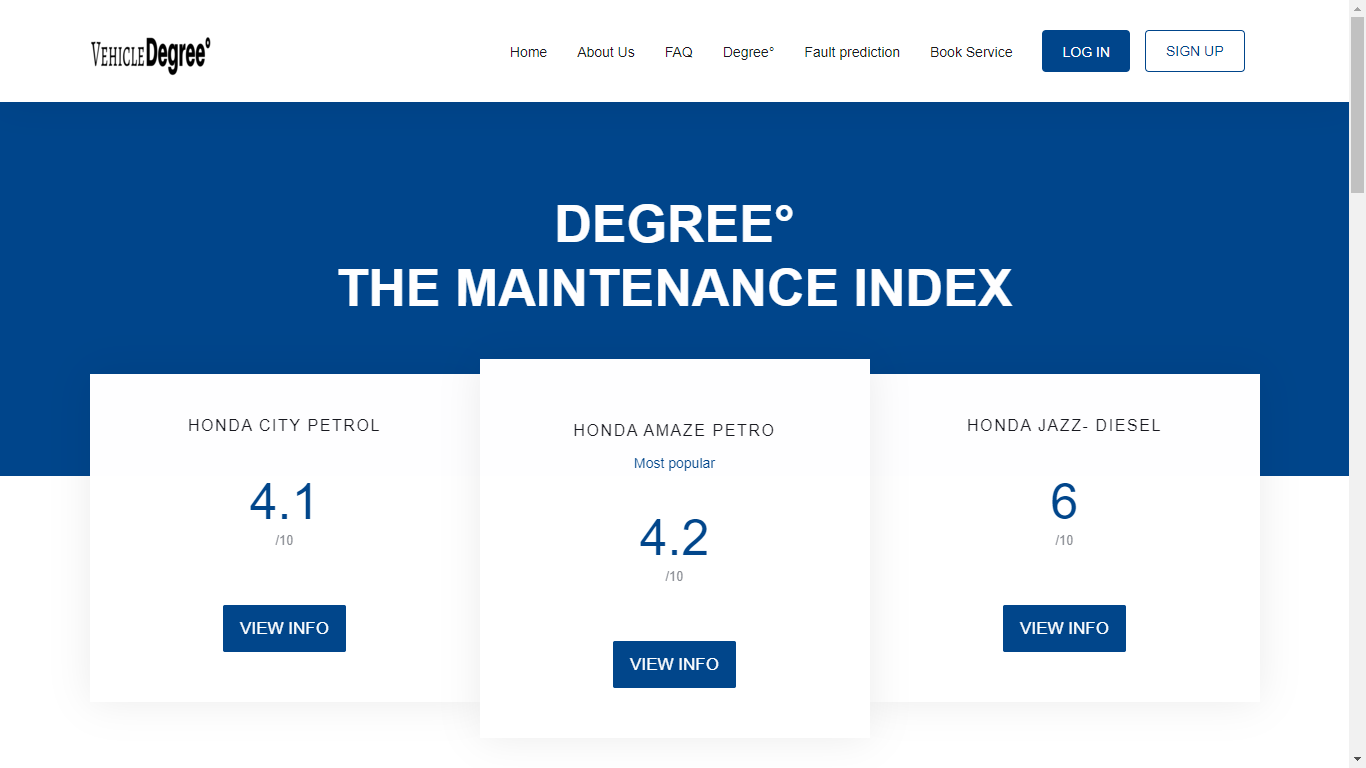 VEHICLEDegree°
Home About Us FAQ Degree° Fault prediction Book Service LOG IN SIGN UP
DEGREE°
THE MAINTENANCE INDEX
HONDA CITY PETROL
4.1
/10
VIEW INFO
HONDA AMAZE PETRO
Most popular
4.2
/10
VIEW INFO
HONDA JAZZ- DIESEL
6
/10
VIEW INFO